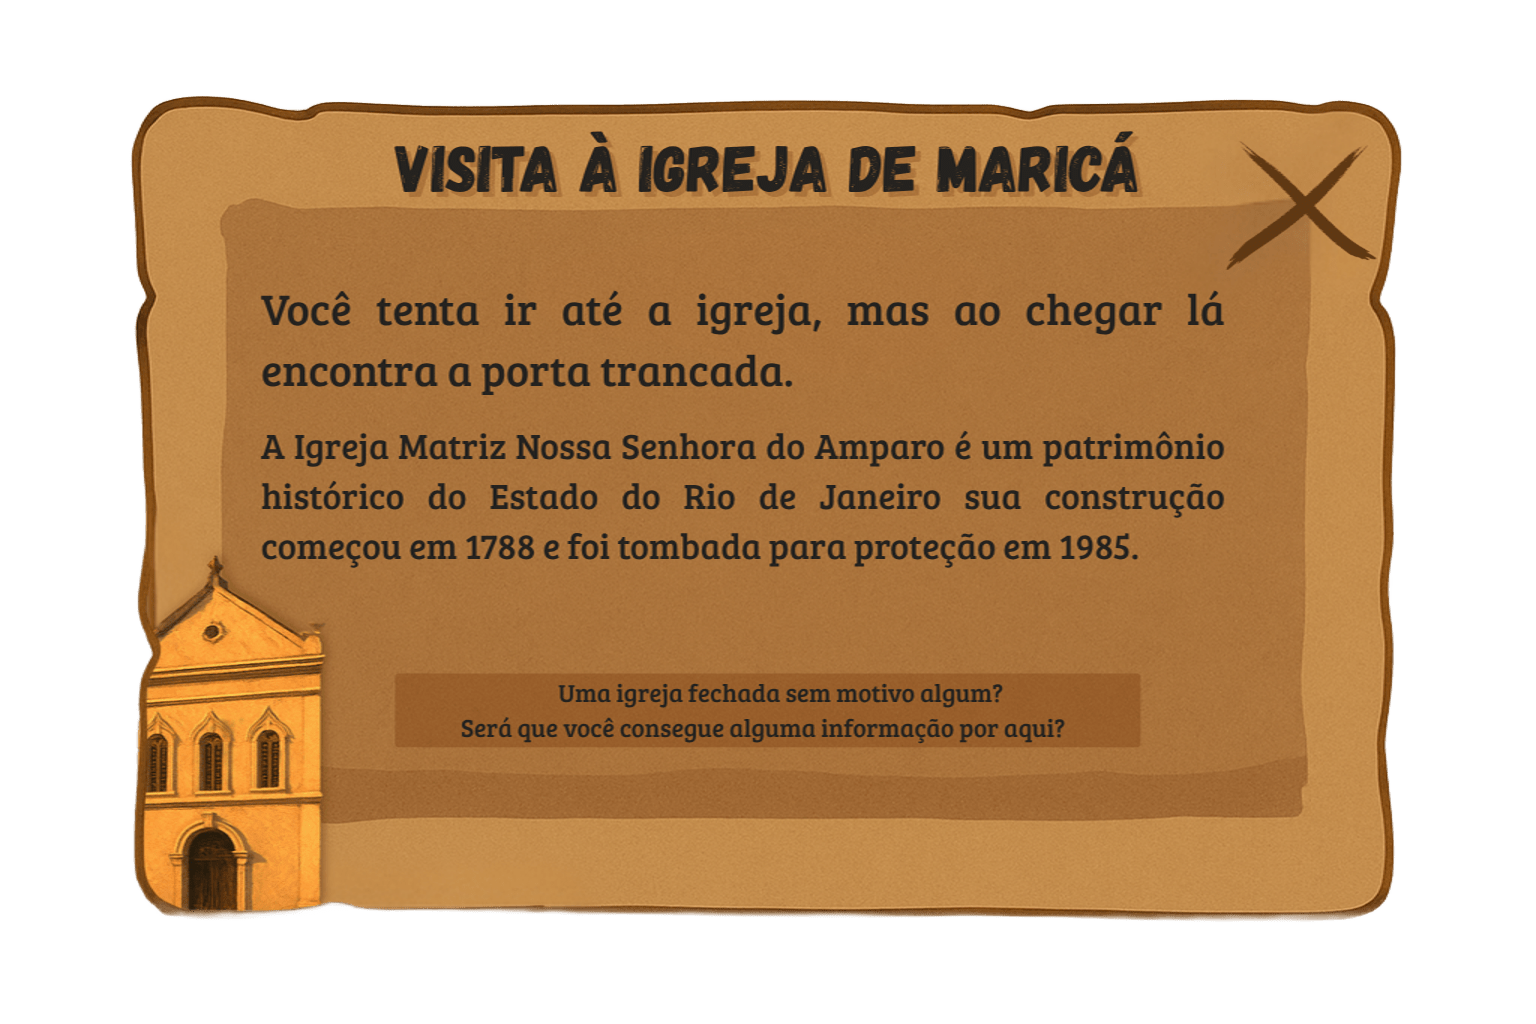 VISITA À IGREJA DE MARICÁ
Você tenta ir até a igreja, mas ao chegar lá
encontra a porta trancada.
A Igreja Matriz Nossa Senhora do Amparo é um patrimônio
histórico do Estado do Rio de Janeiro sua construção
começou em 1788 e foi tombada para proteção em 1985.
Uma igreja fechada sem motivo algum?
Será que você consegue alguma informação por aqui?